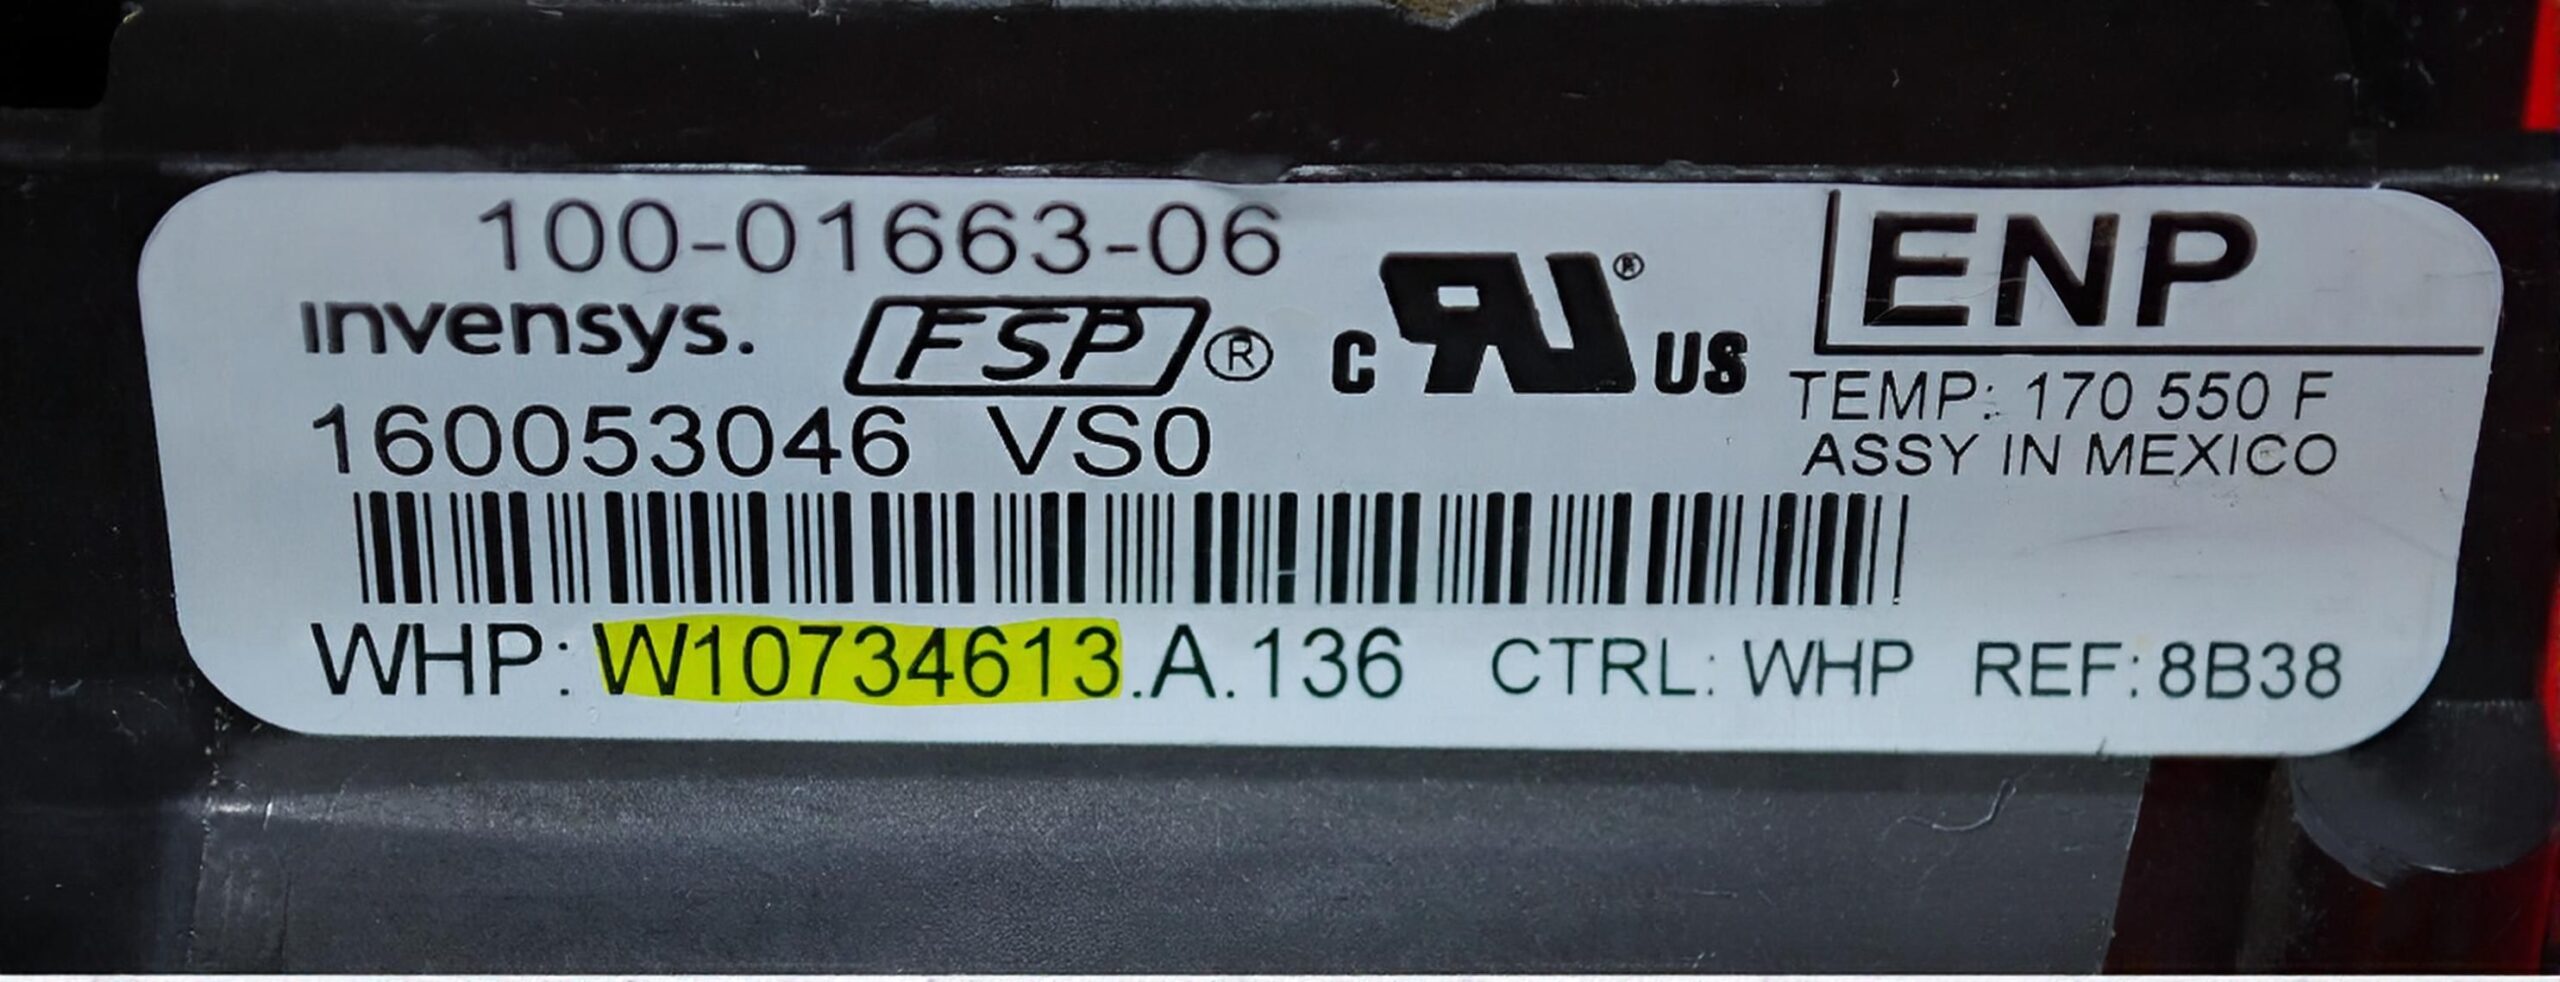 100-01663-06
ENP
invensys. FSP® C RU® US
TEMP: 170 550 F
160053046 VS0
ASSY IN MEXICO
WHP: W10734613.A.136 CTRL: WHP REF: 8B38